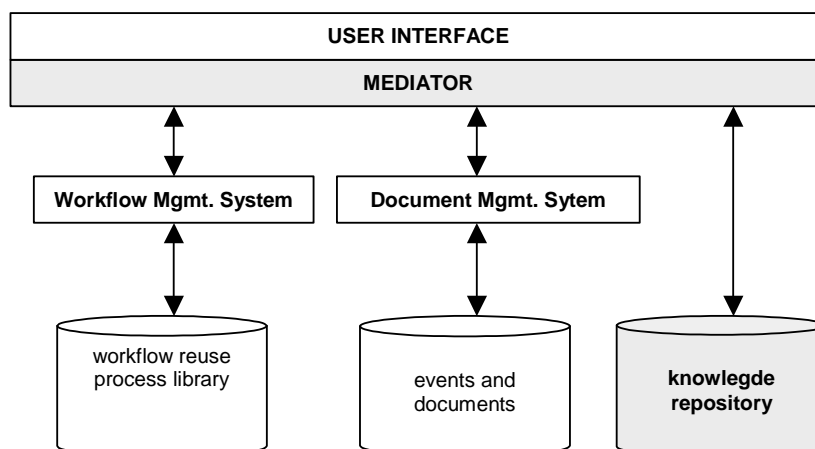 USER INTERFACE
MEDIATOR
Workflow Mgmt. System
Document Mgmt. Sytem
workflow reuse
process library
events and
documents
knowlegde
repository